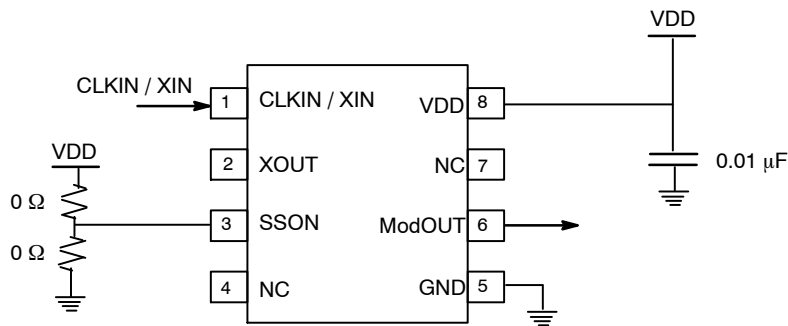 VDD
CLKIN / XIN
1 CLKIN / XIN VDD 8
VDD
2 XOUT NC 7
0.01 μF
0 Ω
3 SSON ModOUT 6
0 Ω
4 NC GND 5